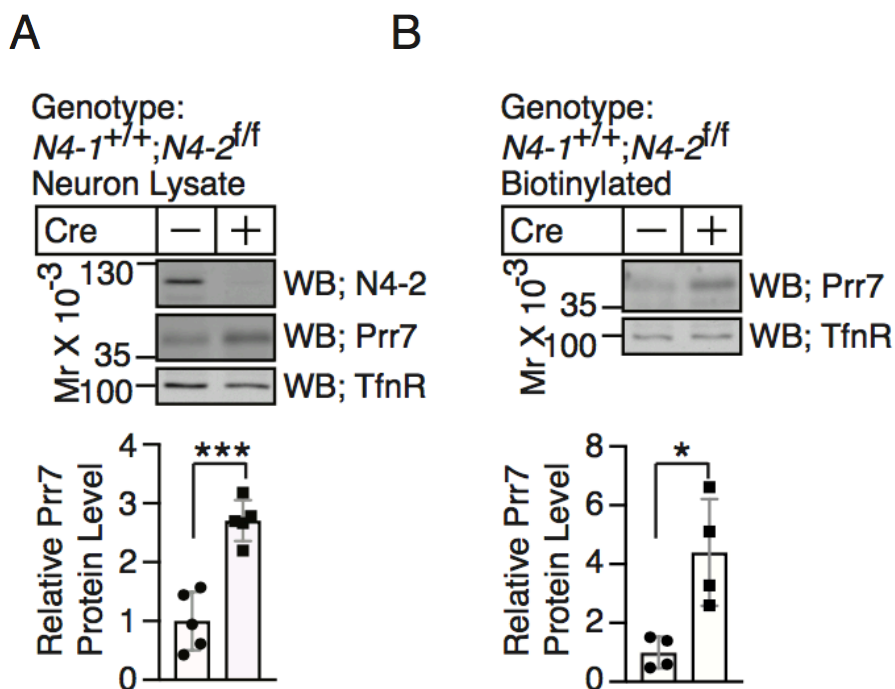 A
Genotype:
N4-1+/+;N4-2f/f
Neuron Lysate
Cre − +
Mr X 10-3
130
WB; N4-2
35
WB; Prr7
100
WB; TfnR
Relative Prr7
Protein Level
4
3
2
1
0
***
B
Genotype:
N4-1+/+;N4-2f/f
Biotinylated
Cre − +
Mr X 10-3
35
WB; Prr7
100
WB; TfnR
Relative Prr7
Protein Level
8
6
4
2
0
*